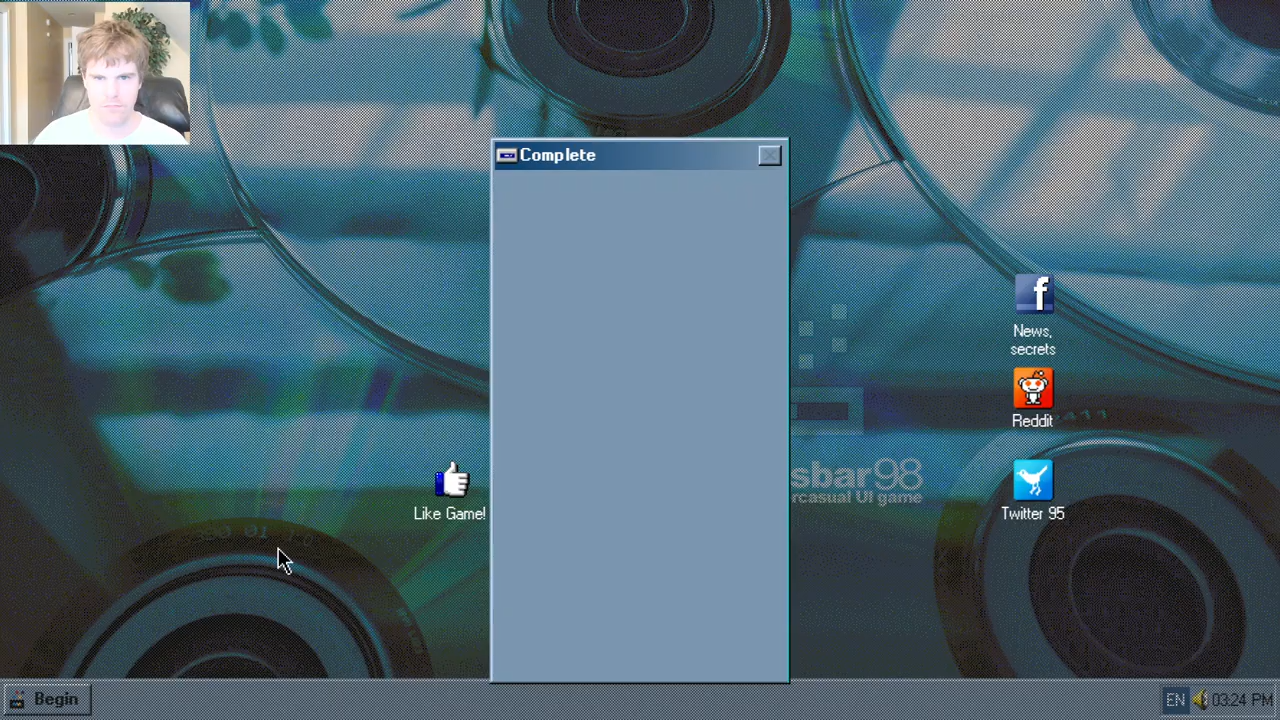 Complete
News,
secrets
Reddit
sbar98
rcasual UI game
Like Game!
Twitter 95
Begin
EN
03:24 PM